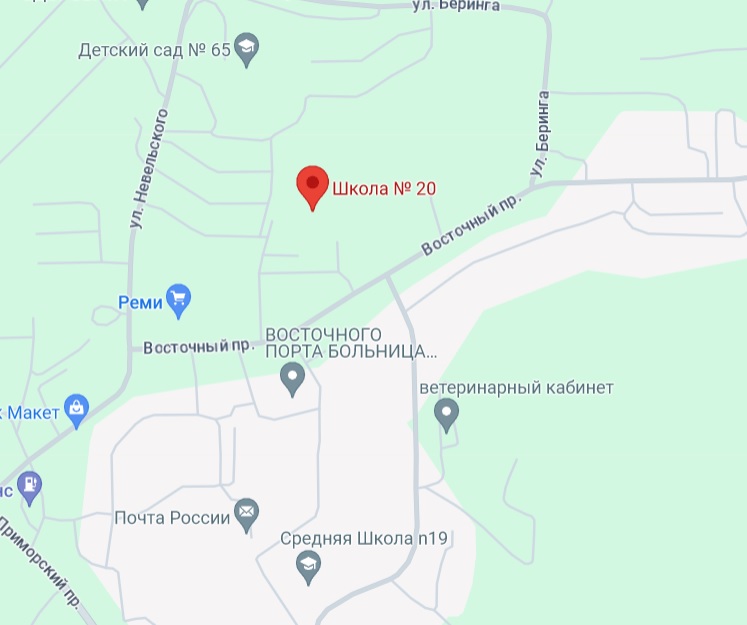 ул. Беринга
Детский сад № 65
ул. Беринга
ул. Невельского
Школа № 20
Восточный пр.
Реми
Восточный пр.
ВОСТОЧНОГО
ПОРТА БОЛЬНИЦА...
ветеринарный кабинет
Макет
Почта России
Приморский пр.
Средняя Школа n19